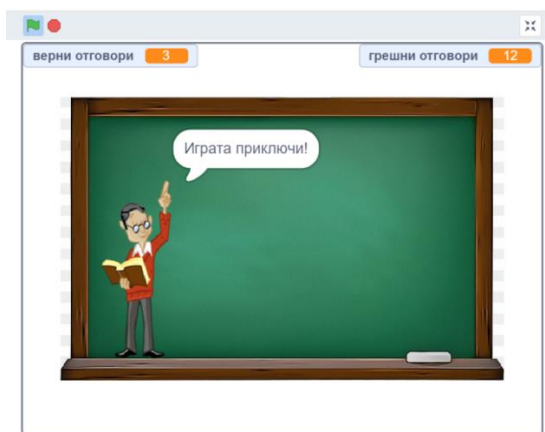 верни отговори 3
грешни отговори 12
Играта приключи!